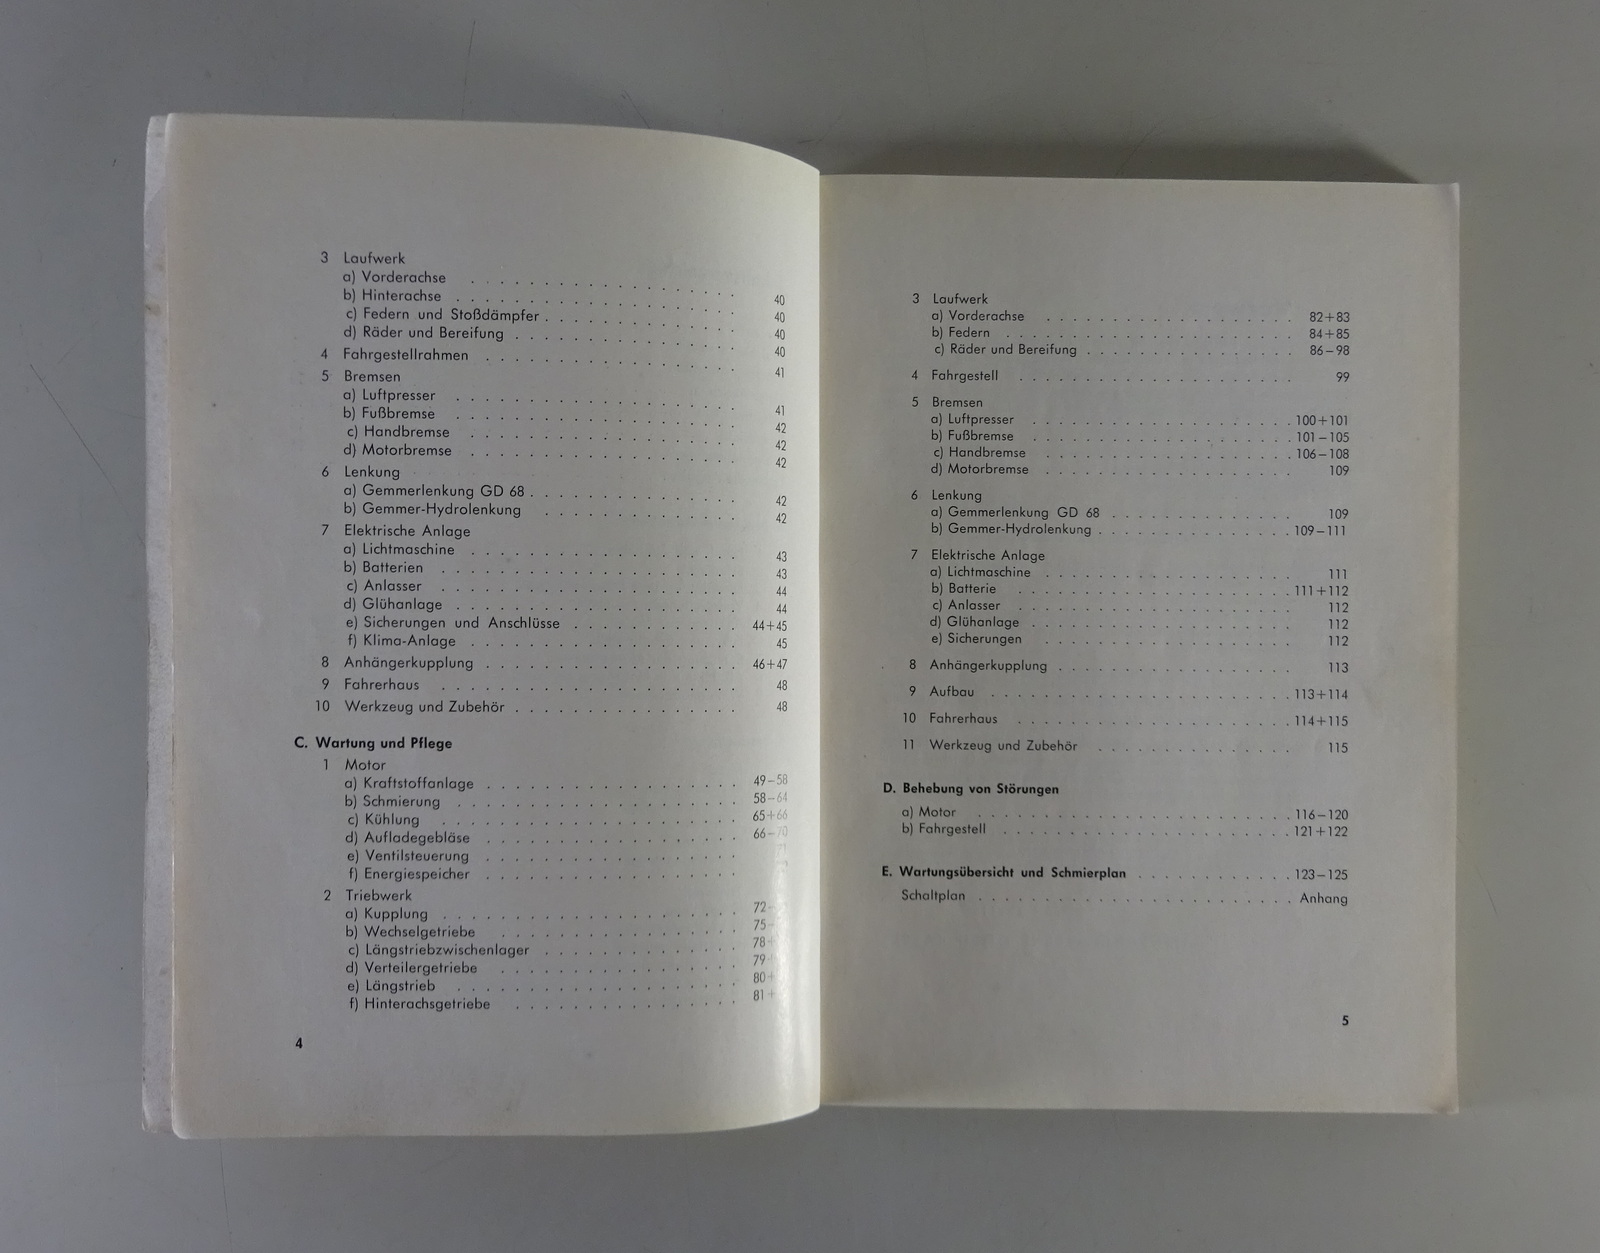 3 Laufwerk
a) Vorderachse . . . . . . . . . . . . . . . . . . . 40
b) Hinterachse . . . . . . . . . . . . . . . . . . . . 40
c) Federn und Stoßdämpfer . . . . . . . . . . . . . . 40
d) Räder und Bereifung . . . . . . . . . . . . . . . . 40
4 Fahrgestellrahmen . . . . . . . . . . . . . . . . . . 41
5 Bremsen
a) Luftpresser . . . . . . . . . . . . . . . . . . . . 41
b) Fußbremse . . . . . . . . . . . . . . . . . . . . 42
c) Handbremse . . . . . . . . . . . . . . . . . . . 42
d) Motorbremse . . . . . . . . . . . . . . . . . . . 42
6 Lenkung
a) Gemmerlenkung GD 68 . . . . . . . . . . . . . . . 42
b) Gemmer-Hydrolenkung . . . . . . . . . . . . . . 42
7 Elektrische Anlage
a) Lichtmaschine . . . . . . . . . . . . . . . . . . . 43
b) Batterien . . . . . . . . . . . . . . . . . . . . . 43
c) Anlasser . . . . . . . . . . . . . . . . . . . . . 44
d) Glühanlage . . . . . . . . . . . . . . . . . . . . 44
e) Sicherungen und Anschlüsse . . . . . . . . . . . . 44+45
f) Klima-Anlage . . . . . . . . . . . . . . . . . . . . 45
8 Anhängerkupplung . . . . . . . . . . . . . . . . . . 46+47
9 Fahrerhaus . . . . . . . . . . . . . . . . . . . . . 48
10 Werkzeug und Zubehör . . . . . . . . . . . . . . . . 48
C. Wartung und Pflege
1 Motor
a) Kraftstoffanlage . . . . . . . . . . . . . . . . . . 49–58
b) Schmierung . . . . . . . . . . . . . . . . . . . . 58–64
c) Kühlung . . . . . . . . . . . . . . . . . . . . . 65+66
d) Aufladegebläse . . . . . . . . . . . . . . . . . . 66–70
e) Ventilsteuerung . . . . . . . . . . . . . . . . . .
f) Energiespeicher . . . . . . . . . . . . . . . . . .
2 Triebwerk
a) Kupplung . . . . . . . . . . . . . . . . . . . . . 72–
b) Wechselgetriebe . . . . . . . . . . . . . . . . . 75–
c) Längstriebzwischenlager . . . . . . . . . . . . . . 78+
d) Verteilergetriebe . . . . . . . . . . . . . . . . . 79
e) Längstrieb . . . . . . . . . . . . . . . . . . . . 80+
f) Hinterachsgetriebe . . . . . . . . . . . . . . . . 81+
4
3 Laufwerk
a) Vorderachse . . . . . . . . . . . . . . . . . . 82+83
b) Federn . . . . . . . . . . . . . . . . . . . . . 84+85
c) Räder und Bereifung . . . . . . . . . . . . . . . 86–98
4 Fahrgestell . . . . . . . . . . . . . . . . . . . . 99
5 Bremsen
a) Luftpresser . . . . . . . . . . . . . . . . . . . 100+101
b) Fußbremse . . . . . . . . . . . . . . . . . . . 101–105
c) Handbremse . . . . . . . . . . . . . . . . . . 106–108
d) Motorbremse . . . . . . . . . . . . . . . . . . 109
6 Lenkung
a) Gemmerlenkung GD 68 . . . . . . . . . . . . . 109
b) Gemmer-Hydrolenkung . . . . . . . . . . . . . . 109–111
7 Elektrische Anlage
a) Lichtmaschine . . . . . . . . . . . . . . . . . . 111
b) Batterie . . . . . . . . . . . . . . . . . . . . 111+112
c) Anlasser . . . . . . . . . . . . . . . . . . . . 112
d) Glühanlage . . . . . . . . . . . . . . . . . . . 112
e) Sicherungen . . . . . . . . . . . . . . . . . . 112
8 Anhängerkupplung . . . . . . . . . . . . . . . . . 113
9 Aufbau . . . . . . . . . . . . . . . . . . . . . . 113+114
10 Fahrerhaus . . . . . . . . . . . . . . . . . . . . 114+115
11 Werkzeug und Zubehör . . . . . . . . . . . . . . 115
D. Behebung von Störungen
a) Motor . . . . . . . . . . . . . . . . . . . . . . . 116–120
b) Fahrgestell . . . . . . . . . . . . . . . . . . . . . 121+122
E. Wartungsübersicht und Schmierplan . . . . . . . . . . . 123–125
Schaltplan . . . . . . . . . . . . . . . . . . . . . . Anhang
5